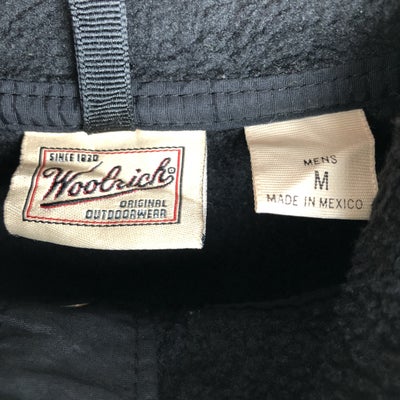 SINCE 1830
Woolrich®
ORIGINAL
OUTDOORWEAR
MENS
M
MADE IN MEXICO